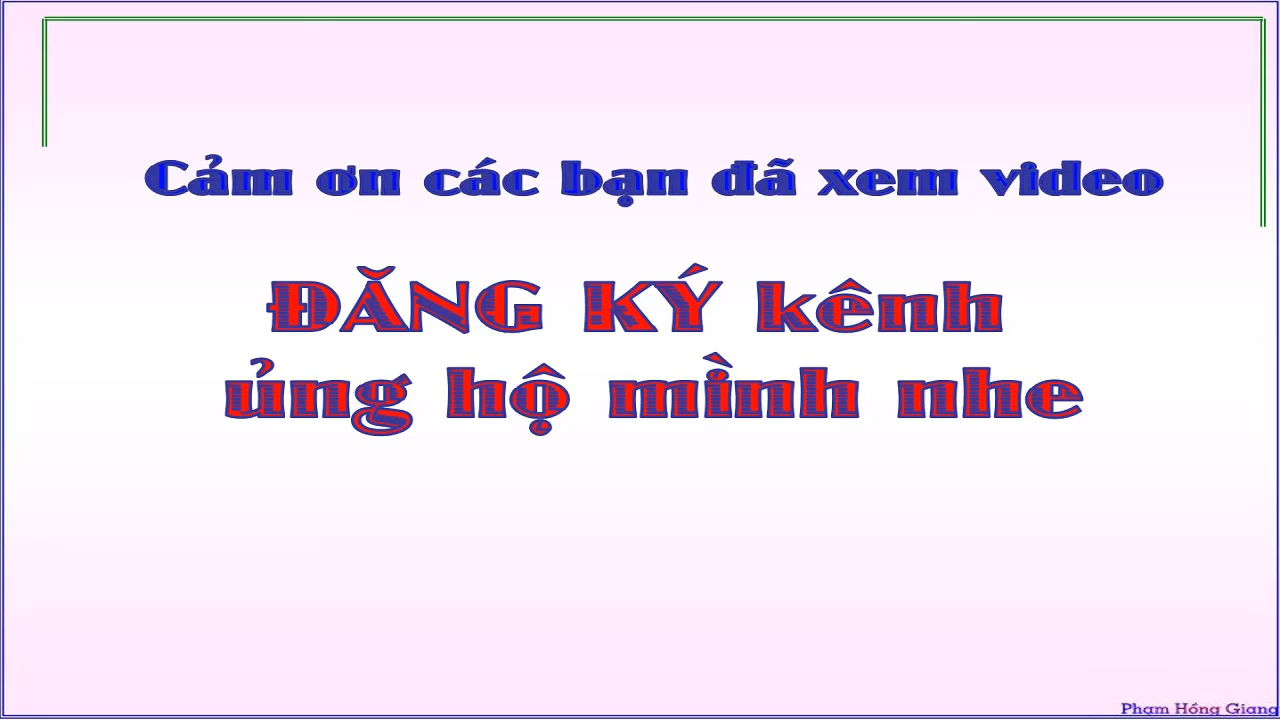 Cảm ơn các bạn đã xem video
ĐĂNG KÝ kênh
ủng hộ mình nhe
Phạm Hồng Giang